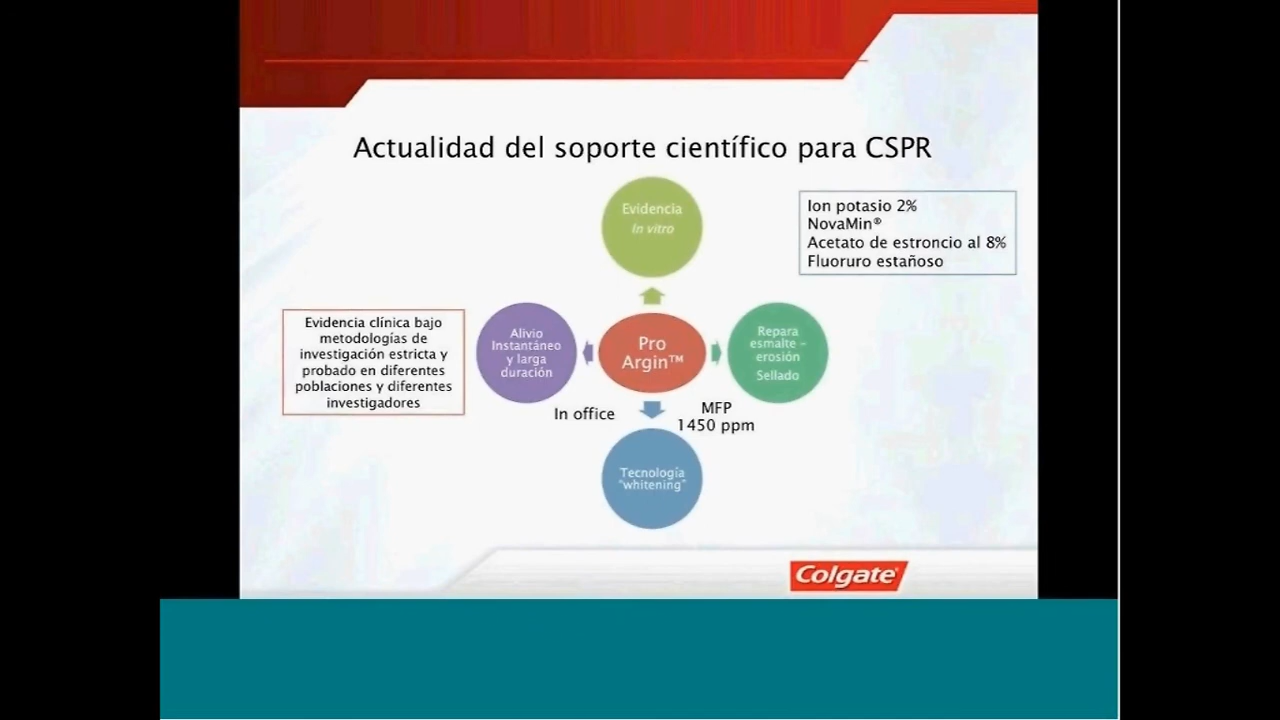 Actualidad del soporte científico para CSPR
Evidencia
In vitro
Ion potasio 2%
NovaMin®
Acetato de estroncio al 8%
Fluoruro estañoso
Evidencia clínica bajo
metodologías de
investigación estricta y
probado en diferentes
poblaciones y diferentes
investigadores
Alivio
Instantáneo
y larga
duración
Pro
Argin™
Repara
esmalte –
erosión
Sellado
In office
MFP
1450 ppm
Tecnología
"whitening"
Colgate®